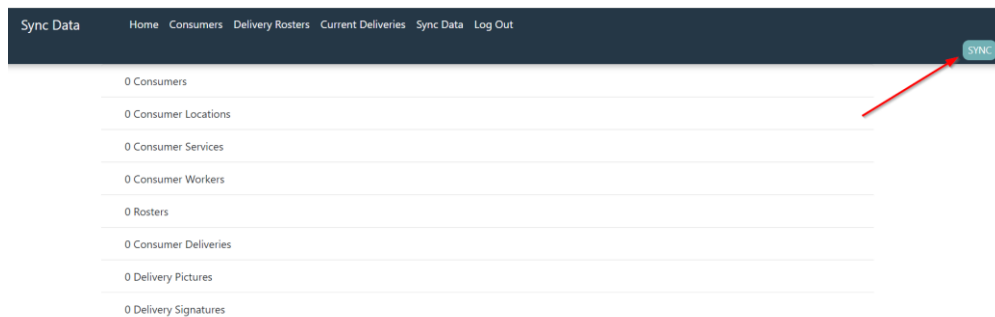 Sync Data Home Consumers Delivery Rosters Current Deliveries Sync Data Log Out
SYNC
0 Consumers
0 Consumer Locations
0 Consumer Services
0 Consumer Workers
0 Rosters
0 Consumer Deliveries
0 Delivery Pictures
0 Delivery Signatures